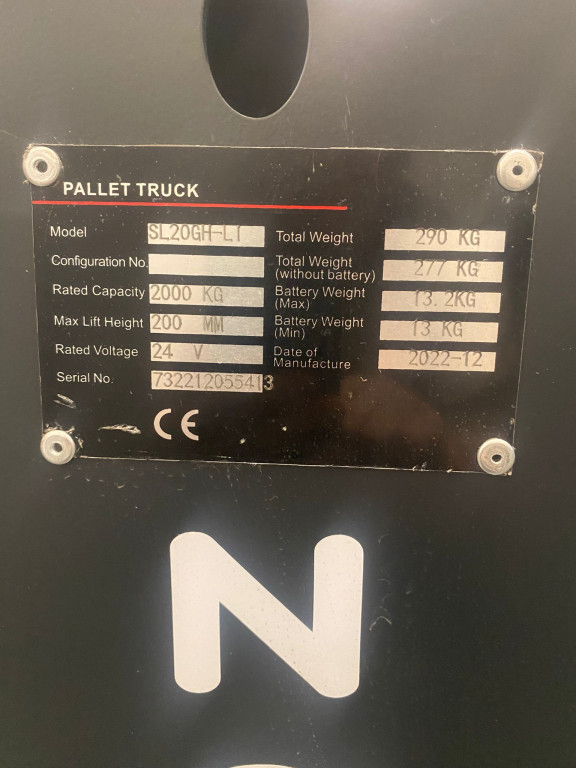 PALLET TRUCK
Model SL20GH-LI Total Weight 290 KG
Configuration No. Total Weight (without battery) 277 KG
Rated Capacity 2000 KG Battery Weight (Max) 13.2KG
Max Lift Height 200 MM Battery Weight (Min) 13 KG
Rated Voltage 24 V Date of Manufacture 2022-12
Serial No. 732212055413
CE
N